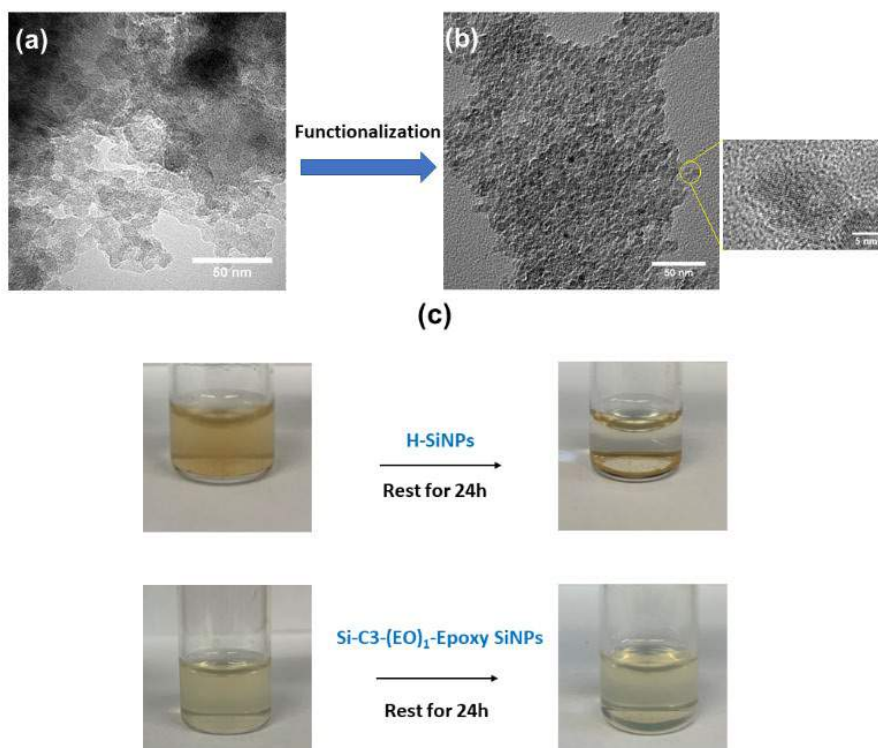 (a)
50 nm
Functionalization
(b)
50 nm
5 nm
(c)
H-SiNPs
Rest for 24h
Si-C3-(EO)₁-Epoxy SiNPs
Rest for 24h